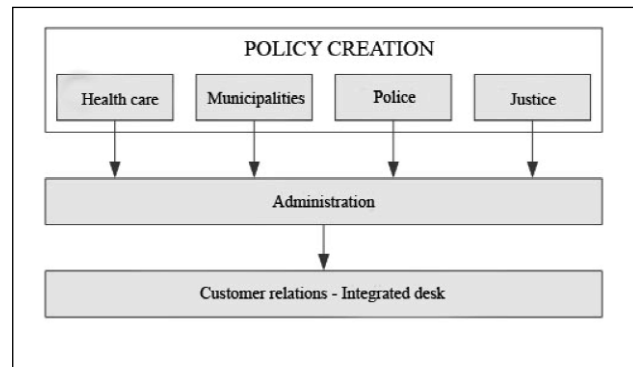 POLICY CREATION
Health care
Municipalities
Police
Justice
Administration
Customer relations - Integrated desk